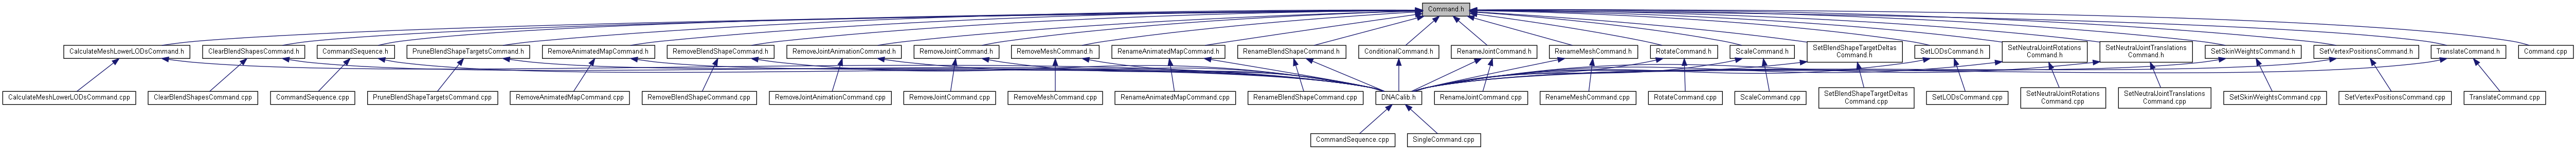 Command.h
CalculateMeshLowerLODsCommand.h
ClearBlendShapesCommand.h
CommandSequence.h
PruneBlendShapeTargetsCommand.h
RemoveAnimatedMapCommand.h
RemoveBlendShapeCommand.h
RemoveJointAnimationCommand.h
RemoveJointCommand.h
RemoveMeshCommand.h
RenameAnimatedMapCommand.h
RenameBlendShapeCommand.h
ConditionalCommand.h
RenameJointCommand.h
RenameMeshCommand.h
RotateCommand.h
ScaleCommand.h
SetBlendShapeTargetDeltas
Command.h
SetLODsCommand.h
SetNeutralJointRotations
Command.h
SetNeutralJointTranslations
Command.h
SetSkinWeightsCommand.h
SetVertexPositionsCommand.h
TranslateCommand.h
Command.cpp
CalculateMeshLowerLODsCommand.cpp
ClearBlendShapesCommand.cpp
CommandSequence.cpp
PruneBlendShapeTargetsCommand.cpp
RemoveAnimatedMapCommand.cpp
RemoveBlendShapeCommand.cpp
RemoveJointAnimationCommand.cpp
RemoveJointCommand.cpp
RemoveMeshCommand.cpp
RenameAnimatedMapCommand.cpp
RenameBlendShapeCommand.cpp
DNACalib.h
RenameJointCommand.cpp
RenameMeshCommand.cpp
RotateCommand.cpp
ScaleCommand.cpp
SetBlendShapeTargetDeltas
Command.cpp
SetLODsCommand.cpp
SetNeutralJointRotations
Command.cpp
SetNeutralJointTranslations
Command.cpp
SetSkinWeightsCommand.cpp
SetVertexPositionsCommand.cpp
TranslateCommand.cpp
CommandSequence.cpp
SingleCommand.cpp